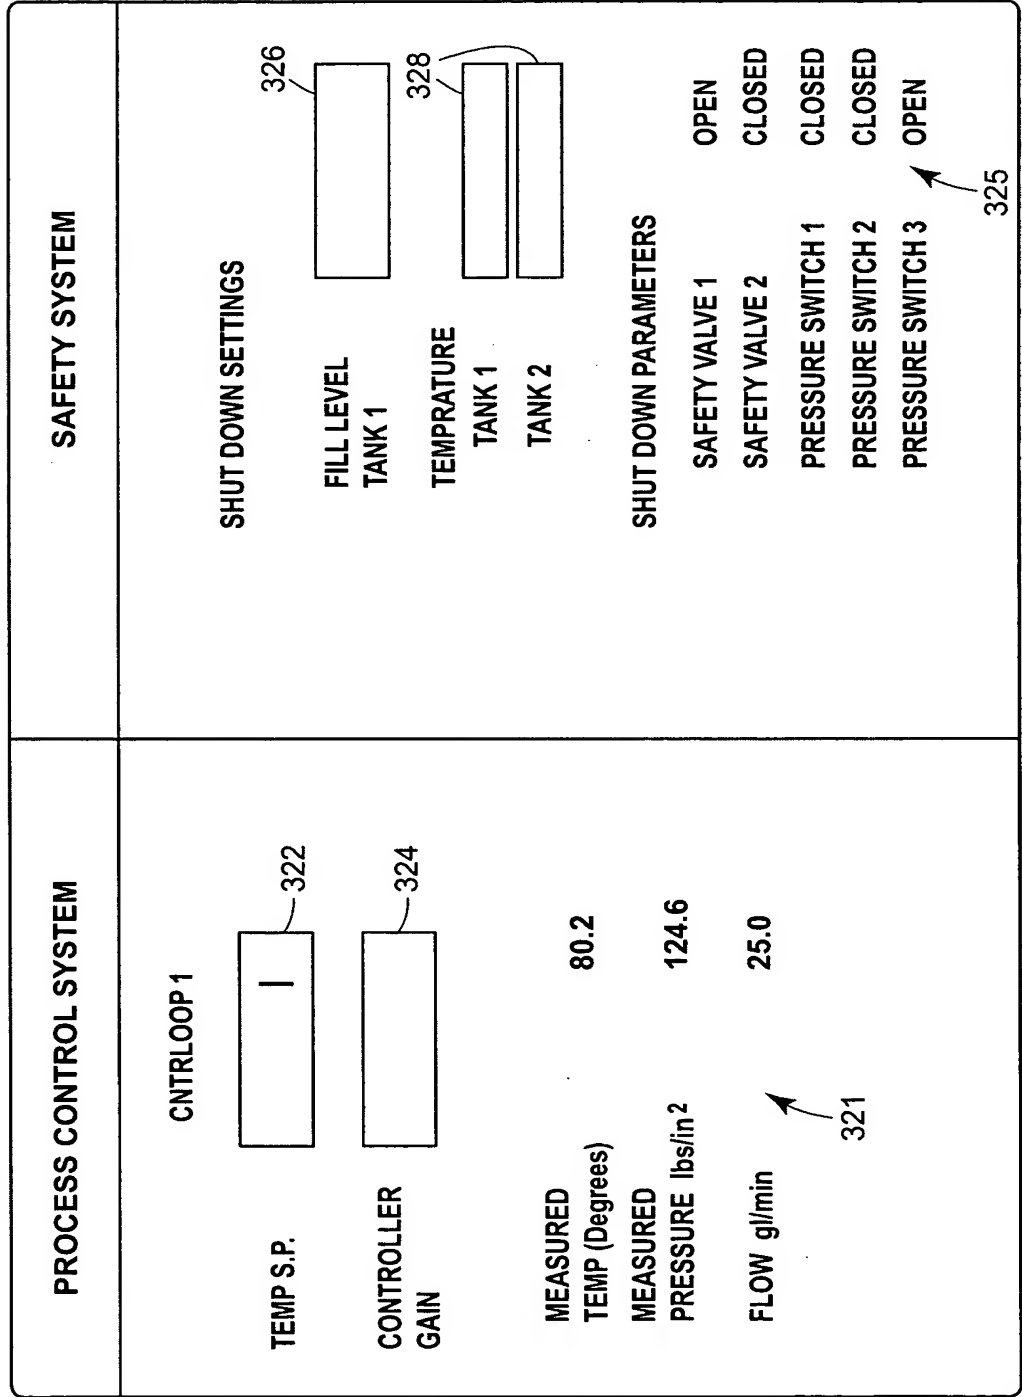 PROCESS CONTROL SYSTEM
CNTRLOOP 1
TEMP S.P.
322
CONTROLLER
GAIN
324
MEASURED
TEMP (Degrees) 80.2
MEASURED
PRESSURE lbs/in² 124.6
FLOW gl/min 25.0
321
SAFETY SYSTEM
SHUT DOWN SETTINGS
326
FILL LEVEL
TANK 1
TEMPRATURE
328
TANK 1
TANK 2
SHUT DOWN PARAMETERS
SAFETY VALVE 1 OPEN
SAFETY VALVE 2 CLOSED
PRESSURE SWITCH 1 CLOSED
PRESSURE SWITCH 2 CLOSED
PRESSURE SWITCH 3 OPEN
325